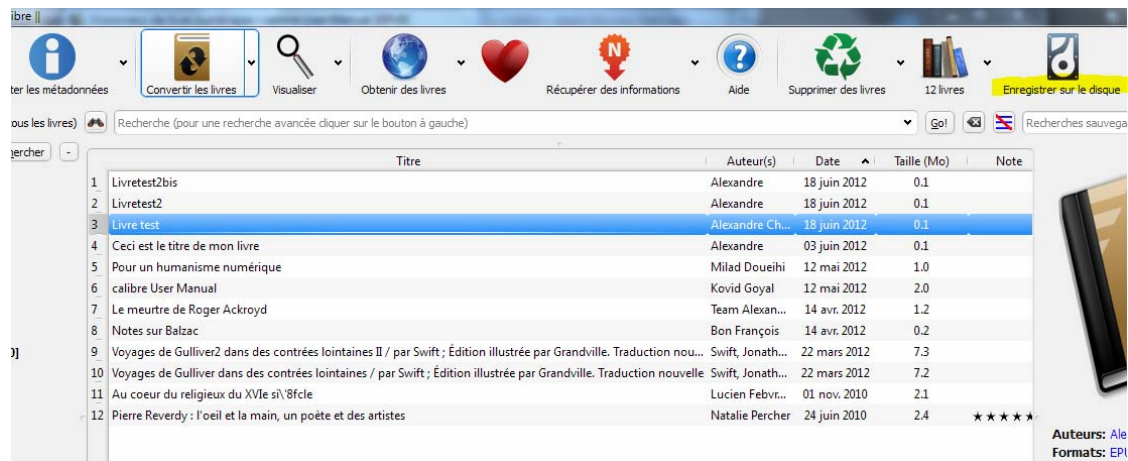 ibre ||
ter les métadonnées Convertir les livres Visualiser Obtenir des livres Récupérer des informations Aide Supprimer des livres 12 livres Enregistrer sur le disque
N
?
ous les livres) Recherche (pour une recherche avancée cliquer sur le bouton à gauche) Go! Recherches sauvega
ercher -
Titre Auteur(s) Date Taille (Mo) Note
1 Livretest2bis Alexandre 18 juin 2012 0.1
2 Livretest2 Alexandre 18 juin 2012 0.1
3 Livre test Alexandre Ch... 18 juin 2012 0.1
4 Ceci est le titre de mon livre Alexandre 03 juin 2012 0.1
5 Pour un humanisme numérique Milad Doueihi 12 mai 2012 1.0
6 calibre User Manual Kovid Goyal 12 mai 2012 2.0
7 Le meurtre de Roger Ackroyd Team Alexan... 14 avr. 2012 1.2
8 Notes sur Balzac Bon François 14 avr. 2012 0.2
9 Voyages de Gulliver2 dans des contrées lointaines II / par Swift ; Édition illustrée par Grandville. Traduction nou... Swift, Jonath... 22 mars 2012 7.3
10 Voyages de Gulliver dans des contrées lointaines / par Swift ; Édition illustrée par Grandville. Traduction nouvelle Swift, Jonath... 22 mars 2012 7.2
11 Au coeur du religieux du XVIe si\'8fcle Lucien Febvr... 01 nov. 2010 2.1
12 Pierre Reverdy : l'oeil et la main, un poète et des artistes Natalie Percher 24 juin 2010 2.4 ★★★★★
Auteurs: Ale
Formats: EPU